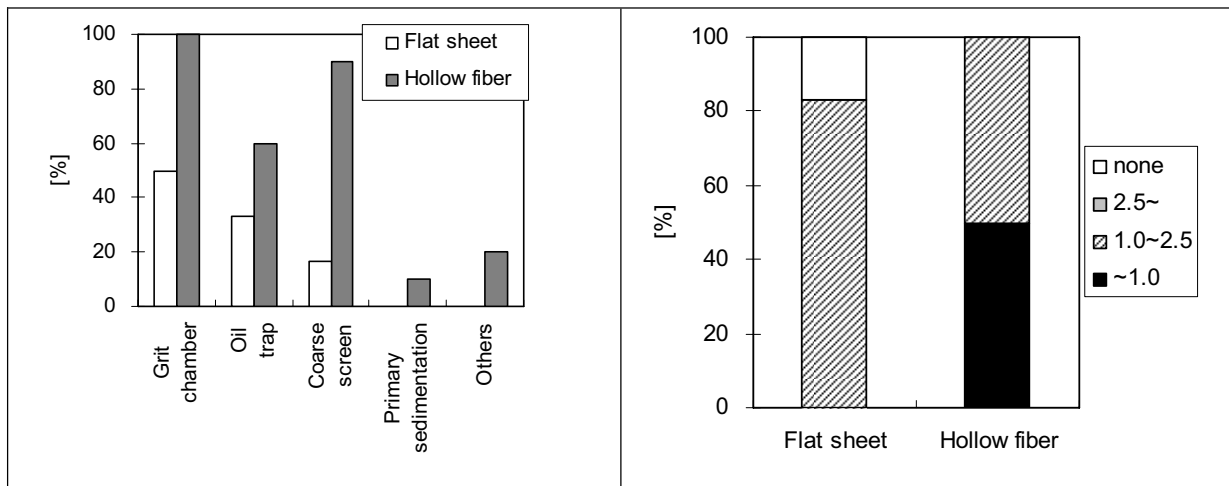 100
80
60
40
20
0
[%]
Flat sheet
Hollow fiber
Grit
chamber
Oil
trap
Coarse
screen
Primary
sedimentation
Others
100
80
60
40
20
0
[%]
Flat sheet
Hollow fiber
none
2.5~
1.0~2.5
~1.0